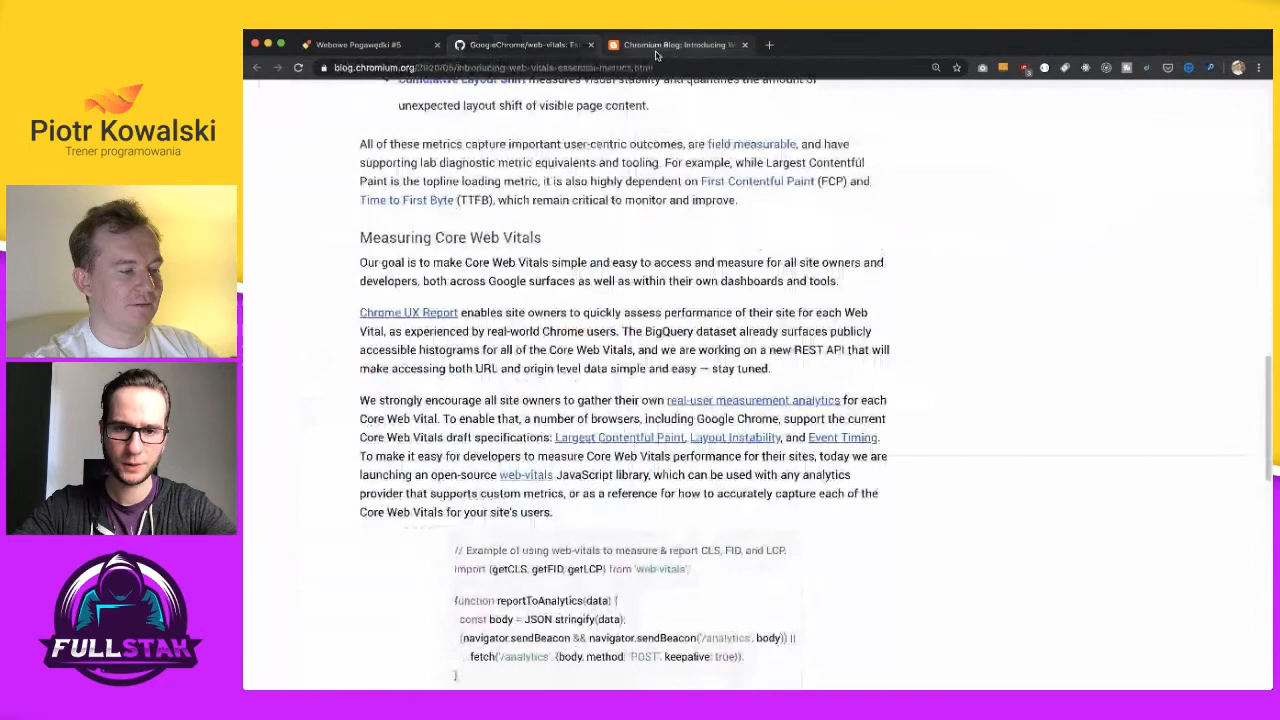 Piotr Kowalski
Trener programowania
FULLSTAK
Webowe Pogawędki #5
GoogleChrome/web-vitals: Es
Chromium Blog: Introducing W
blog.chromium.org/2020/05/introducing-web-vitals-essential-metrics.html
Cumulative Layout Shift measures visual stability and quantifies the amount of
unexpected layout shift of visible page content.
All of these metrics capture important user-centric outcomes, are field measurable, and have
supporting lab diagnostic metric equivalents and tooling. For example, while Largest Contentful
Paint is the topline loading metric, it is also highly dependent on First Contentful Paint (FCP) and
Time to First Byte (TTFB), which remain critical to monitor and improve.
Measuring Core Web Vitals
Our goal is to make Core Web Vitals simple and easy to access and measure for all site owners and
developers, both across Google surfaces as well as within their own dashboards and tools.
Chrome UX Report enables site owners to quickly assess performance of their site for each Web
Vital, as experienced by real-world Chrome users. The BigQuery dataset already surfaces publicly
accessible histograms for all of the Core Web Vitals, and we are working on a new REST API that will
make accessing both URL and origin level data simple and easy — stay tuned.
We strongly encourage all site owners to gather their own real-user measurement analytics for each
Core Web Vital. To enable that, a number of browsers, including Google Chrome, support the current
Core Web Vitals draft specifications: Largest Contentful Paint, Layout Instability, and Event Timing.
To make it easy for developers to measure Core Web Vitals performance for their sites, today we are
launching an open-source web-vitals JavaScript library, which can be used with any analytics
provider that supports custom metrics, or as a reference for how to accurately capture each of the
Core Web Vitals for your site's users.
// Example of using web-vitals to measure & report CLS, FID, and LCP.
import {getCLS, getFID, getLCP} from 'web-vitals';
function reportToAnalytics(data) {
const body = JSON.stringify(data);
(navigator.sendBeacon && navigator.sendBeacon('/analytics', body)) ||
fetch('/analytics', {body, method: 'POST', keepalive: true});
}